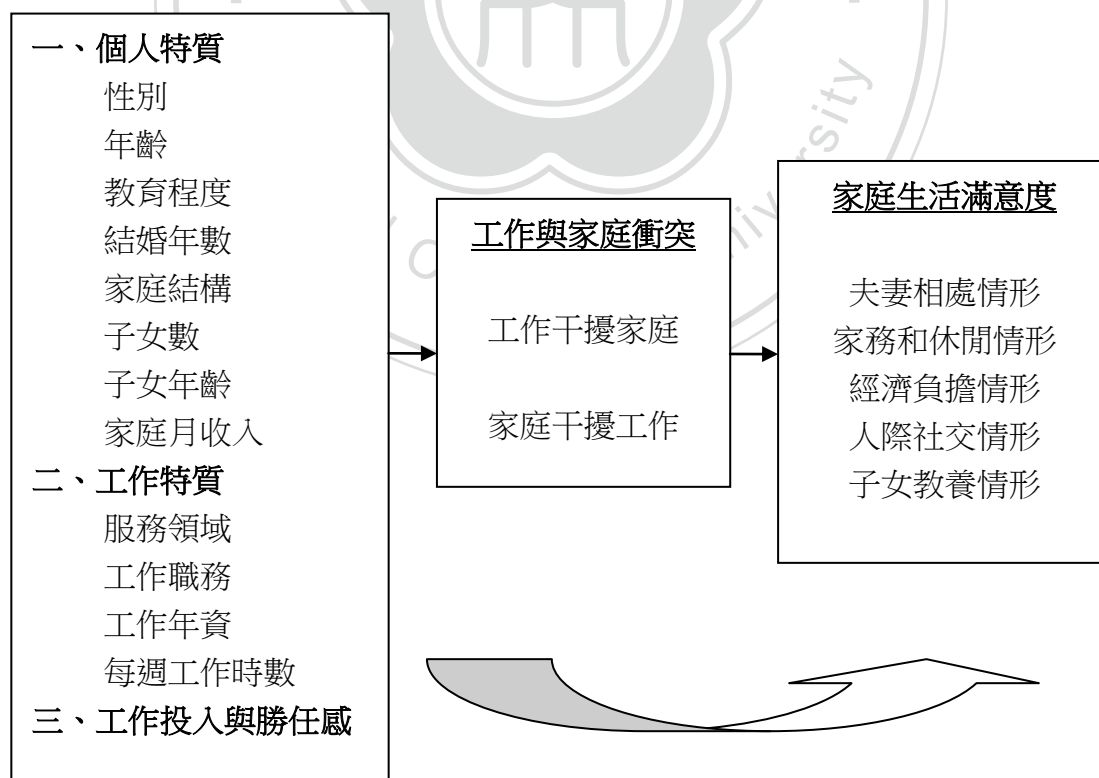 一、個人特質
性別
年齡
教育程度
結婚年數
家庭結構
子女數
子女年齡
家庭月收入
二、工作特質
服務領域
工作職務
工作年資
每週工作時數
三、工作投入與勝任感
工作與家庭衝突
工作干擾家庭
家庭干擾工作
家庭生活滿意度
夫妻相處情形
家務和休閒情形
經濟負擔情形
人際社交情形
子女教養情形